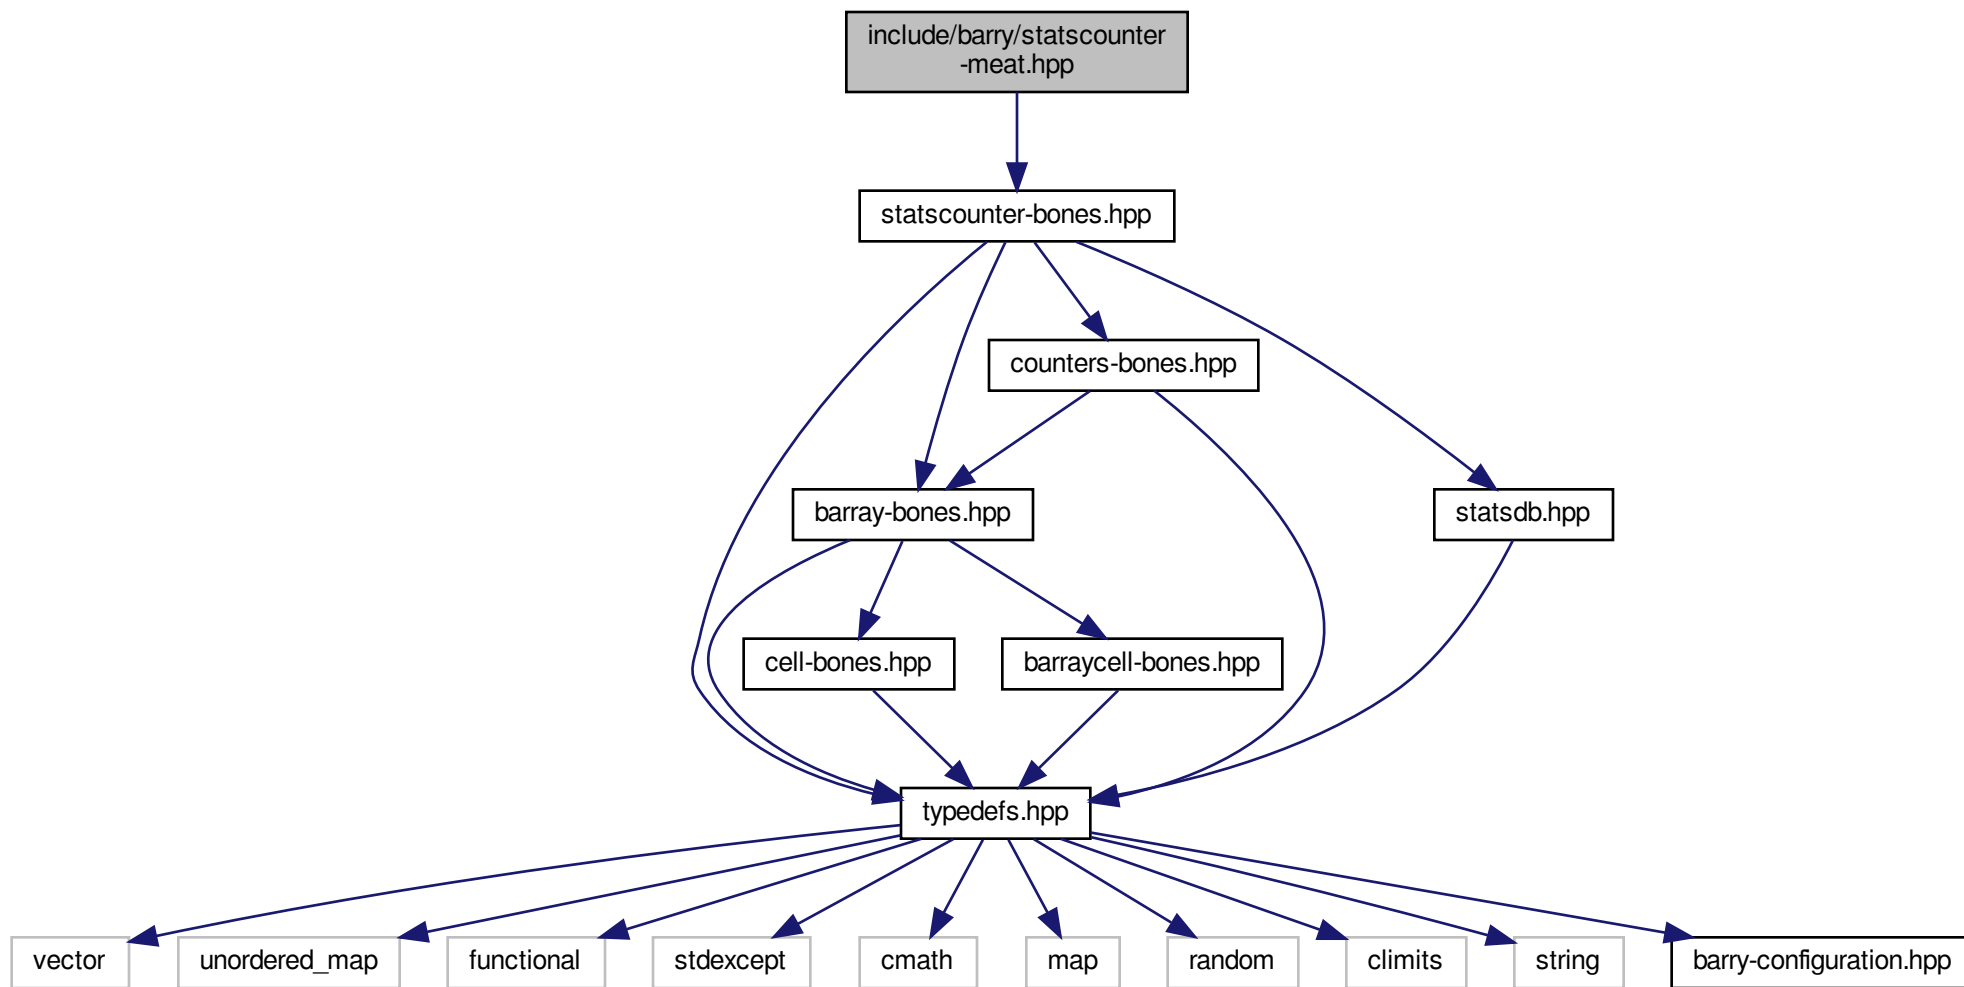 include/barry/statscounter
-meat.hpp
statscounter-bones.hpp
counters-bones.hpp
barray-bones.hpp
statsdb.hpp
cell-bones.hpp
barraycell-bones.hpp
typedefs.hpp
vector
unordered_map
functional
stdexcept
cmath
map
random
climits
string
barry-configuration.hpp